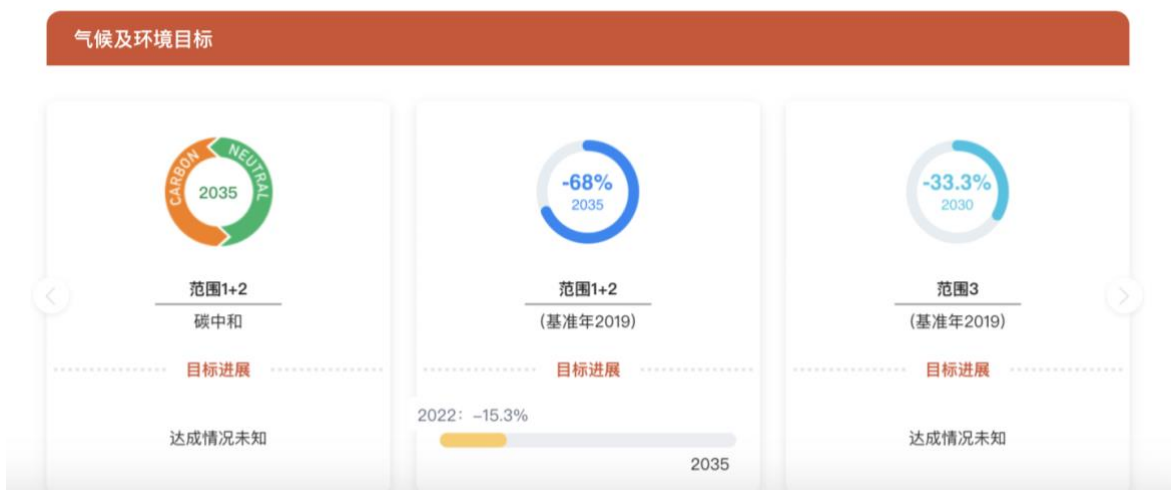 气候及环境目标
CARBON NEUTRAL
2035
范围1+2
碳中和
目标进展
达成情况未知
-68%
2035
范围1+2
(基准年2019)
目标进展
2022：-15.3%
2035
-33.3%
2030
范围3
(基准年2019)
目标进展
达成情况未知